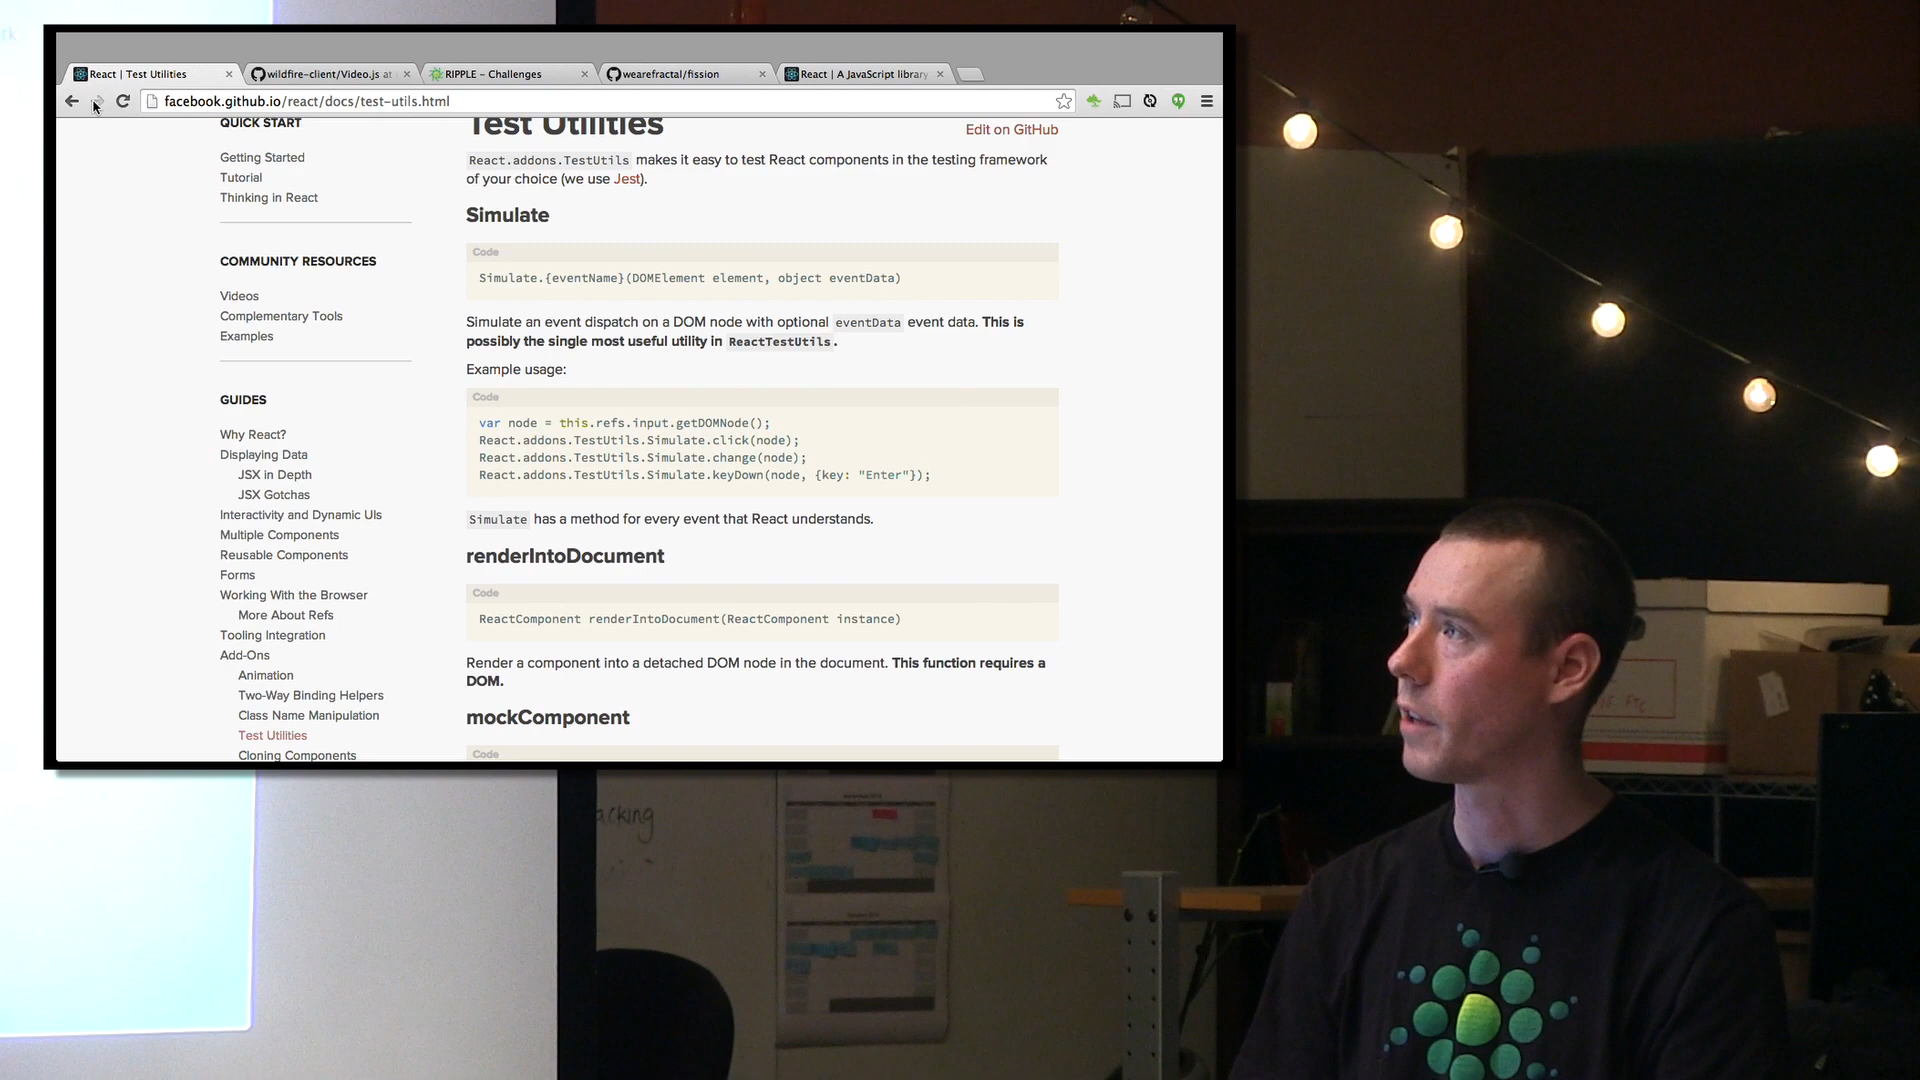 React | Test Utilities
wildfire-client/Video.js at
RIPPLE – Challenges
wearefractal/fission
React | A JavaScript library
facebook.github.io/react/docs/test-utils.html
QUICK START
Getting Started
Tutorial
Thinking in React
COMMUNITY RESOURCES
Videos
Complementary Tools
Examples
GUIDES
Why React?
Displaying Data
JSX in Depth
JSX Gotchas
Interactivity and Dynamic UIs
Multiple Components
Reusable Components
Forms
Working With the Browser
More About Refs
Tooling Integration
Add-Ons
Animation
Two-Way Binding Helpers
Class Name Manipulation
Test Utilities
Cloning Components
Test Utilities
Edit on GitHub
React.addons.TestUtils makes it easy to test React components in the testing framework
of your choice (we use Jest).
Simulate
Code
Simulate.{eventName}(DOMElement element, object eventData)
Simulate an event dispatch on a DOM node with optional eventData event data. This is
possibly the single most useful utility in ReactTestUtils.
Example usage:
Code
var node = this.refs.input.getDOMNode();
React.addons.TestUtils.Simulate.click(node);
React.addons.TestUtils.Simulate.change(node);
React.addons.TestUtils.Simulate.keyDown(node, {key: "Enter"});
Simulate has a method for every event that React understands.
renderIntoDocument
Code
ReactComponent renderIntoDocument(ReactComponent instance)
Render a component into a detached DOM node in the document. This function requires a
DOM.
mockComponent
Code